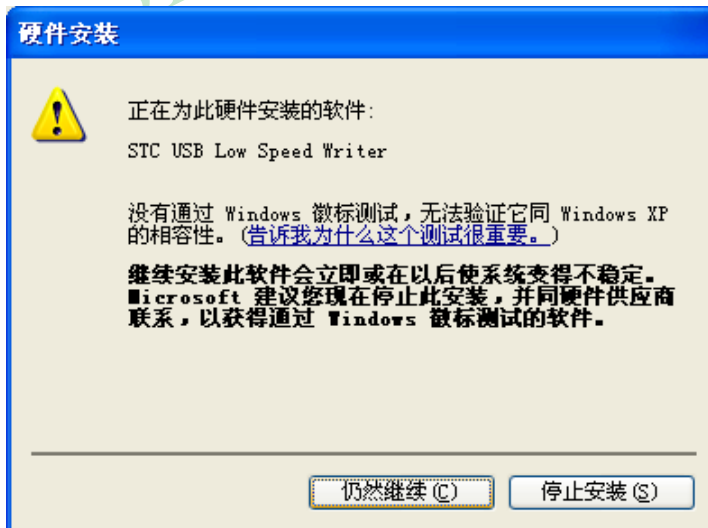 硬件安装
正在为此硬件安装的软件:
STC USB Low Speed Writer
没有通过 Windows 徽标测试，无法验证它同 Windows XP
的相容性。(告诉我为什么这个测试很重要。)
继续安装此软件会立即或在以后使系统变得不稳定。
Microsoft 建议您现在停止此安装，并同硬件供应商
联系，以获得通过 Windows 徽标测试的软件。
仍然继续(C)
停止安装(S)